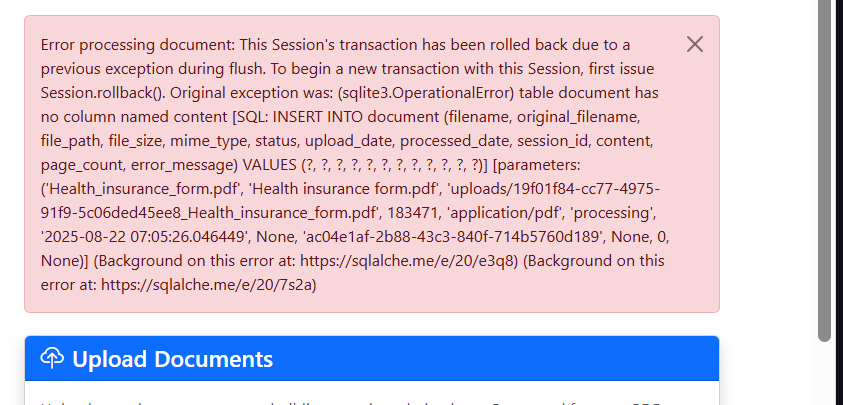 Error processing document: This Session's transaction has been rolled back due to a
previous exception during flush. To begin a new transaction with this Session, first issue
Session.rollback(). Original exception was: (sqlite3.OperationalError) table document has
no column named content [SQL: INSERT INTO document (filename, original_filename,
file_path, file_size, mime_type, status, upload_date, processed_date, session_id, content,
page_count, error_message) VALUES (?, ?, ?, ?, ?, ?, ?, ?, ?, ?, ?, ?)] [parameters:
('Health_insurance_form.pdf', 'Health insurance form.pdf', 'uploads/19f01f84-cc77-4975-
91f9-5c06ded45ee8_Health_insurance_form.pdf', 183471, 'application/pdf', 'processing',
'2025-08-22 07:05:26.046449', None, 'ac04e1af-2b88-43c3-840f-714b5760d189', None, 0,
None)] (Background on this error at: https://sqlalche.me/e/20/e3q8) (Background on this
error at: https://sqlalche.me/e/20/7s2a)
Upload Documents